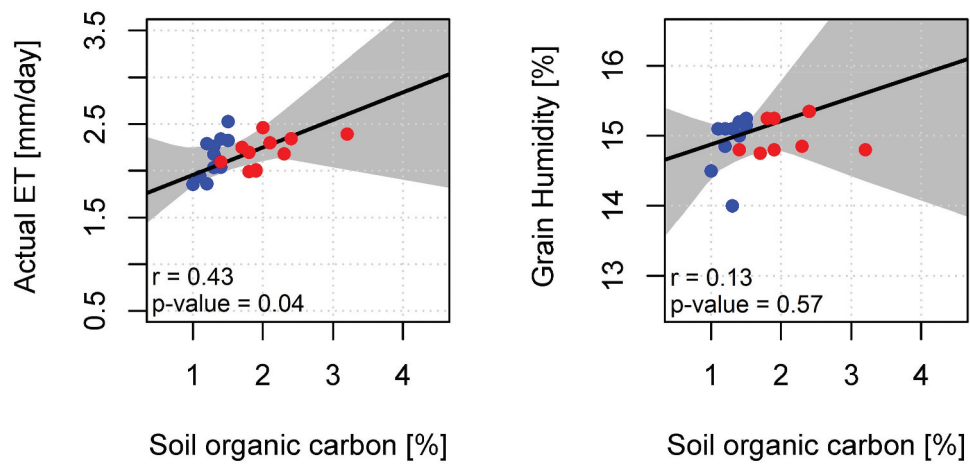 Actual ET [mm/day]
3.5
2.5
1.5
0.5
r = 0.43
p-value = 0.04
1 2 3 4
Soil organic carbon [%]
Grain Humidity [%]
16
15
14
13
r = 0.13
p-value = 0.57
1 2 3 4
Soil organic carbon [%]